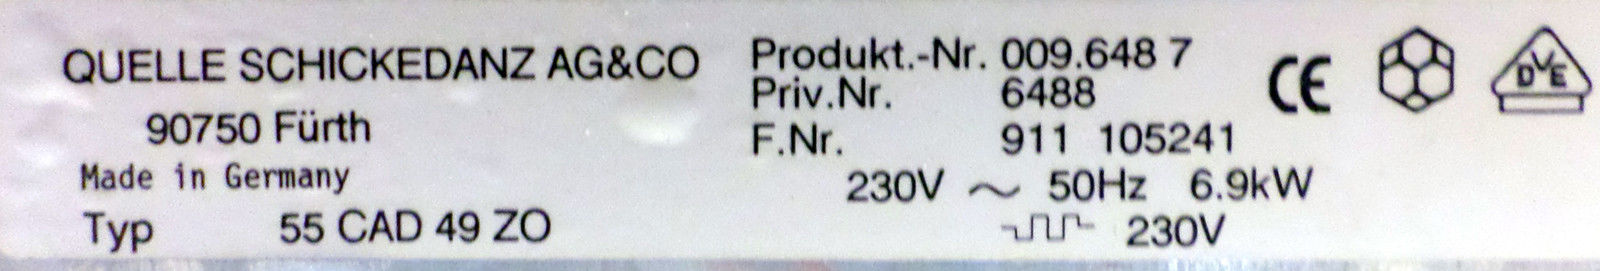 QUELLE SCHICKEDANZ AG&CO
90750 Fürth
Made in Germany
Typ 55 CAD 49 ZO
Produkt.-Nr. 009.648 7
Priv.Nr. 6488
F.Nr. 911 105241
230V ~ 50Hz 6.9kW
230V
CE
DVE